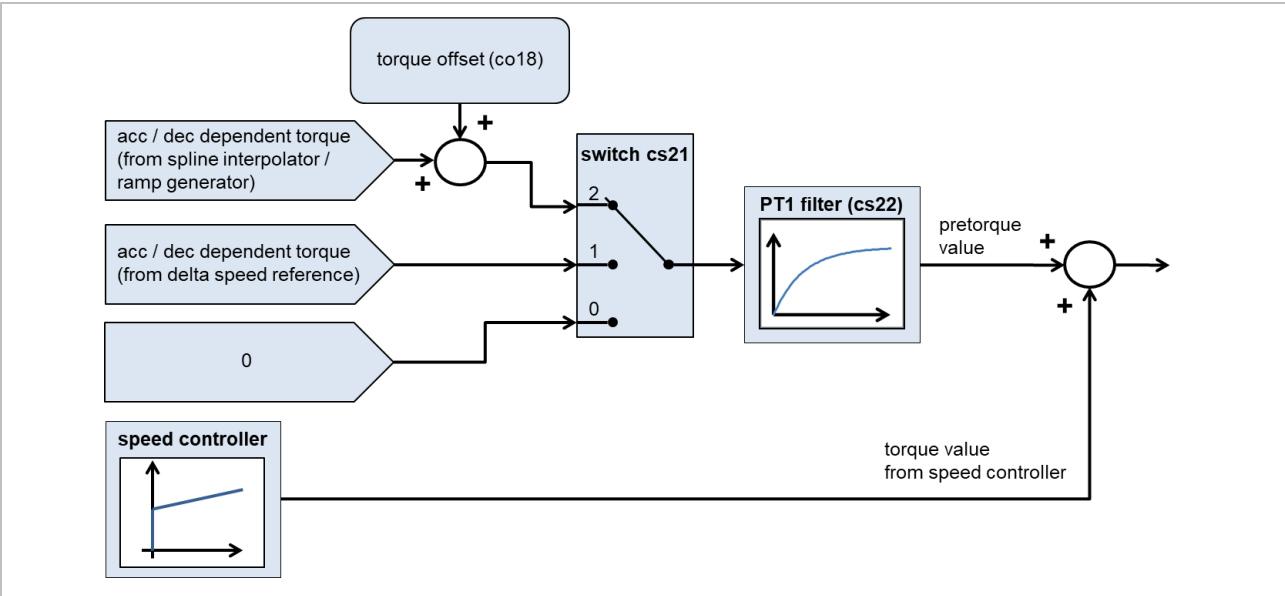 torque offset (co18)
+
acc / dec dependent torque
(from spline interpolator /
ramp generator)
+
switch cs21
2
PT1 filter (cs22)
pretorque
value
+
acc / dec dependent torque
(from delta speed reference)
1
+
0
0
speed controller
torque value
from speed controller